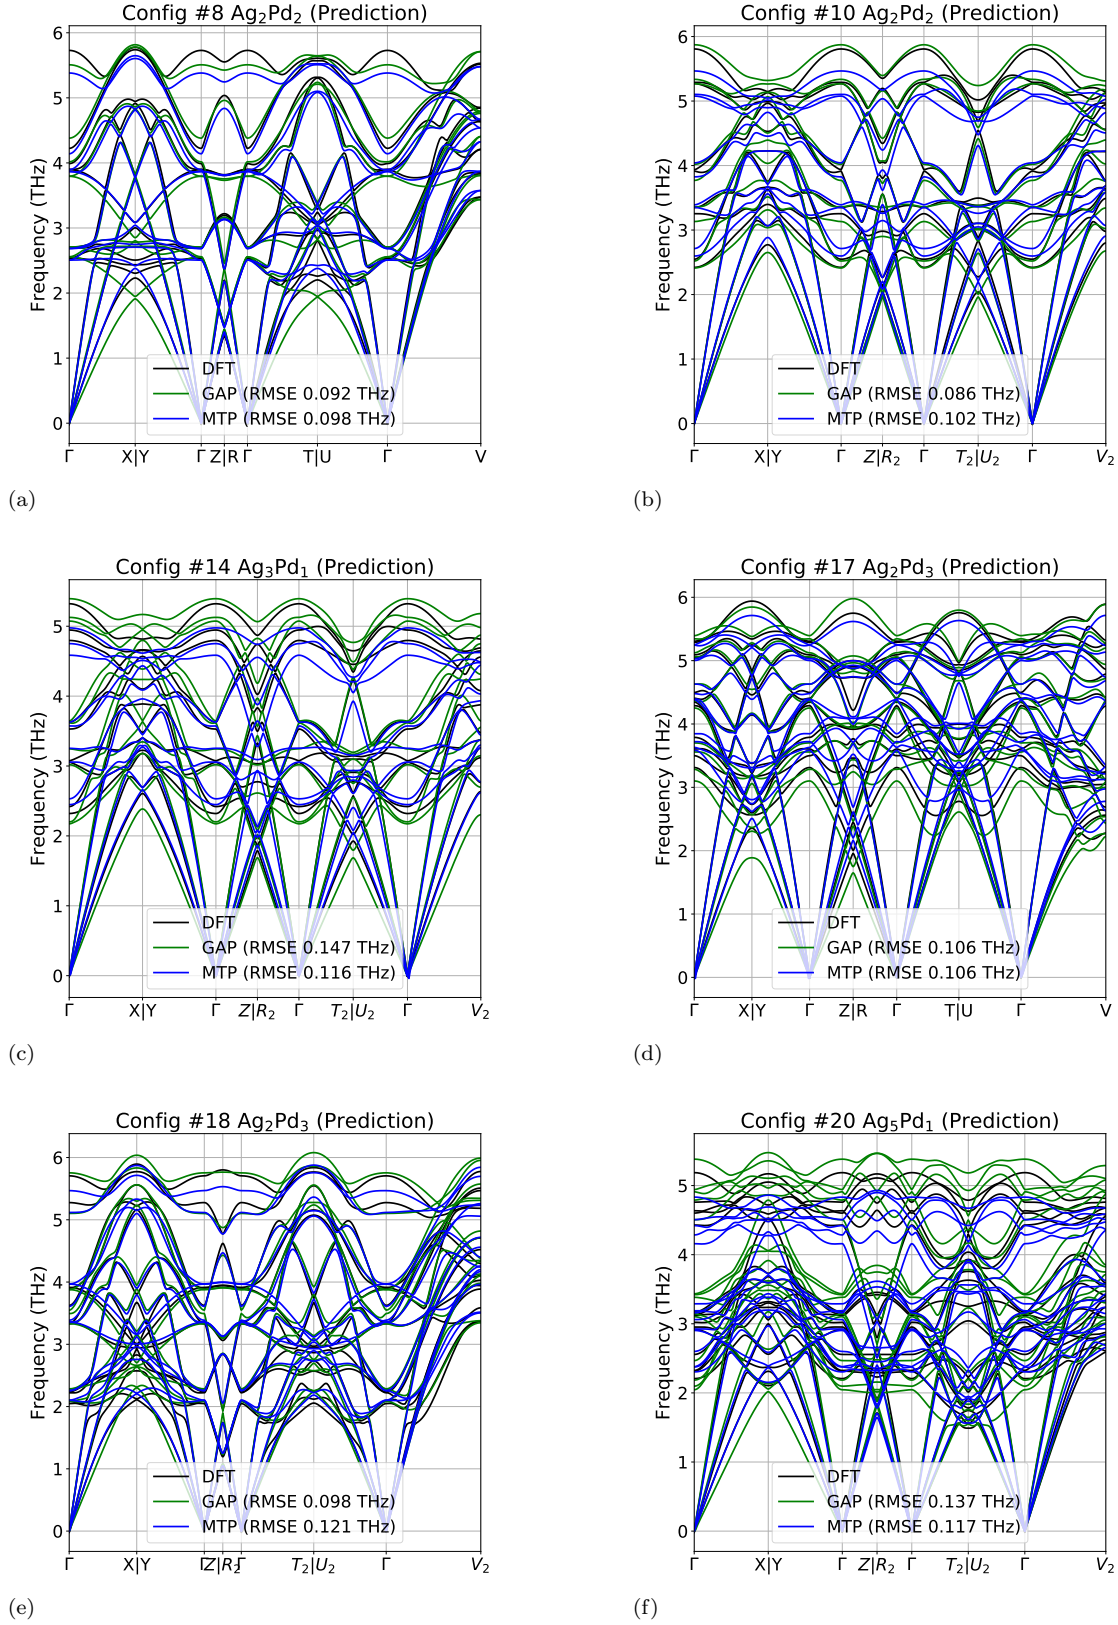 Config #8 Ag₂Pd₂ (Prediction)
Frequency (THz)
6
5
4
3
2
1
0
DFT
GAP (RMSE 0.092 THz)
MTP (RMSE 0.098 THz)
Γ X|Y Γ Z|R Γ T|U Γ V
(a)
Config #10 Ag₂Pd₂ (Prediction)
Frequency (THz)
6
5
4
3
2
1
0
DFT
GAP (RMSE 0.086 THz)
MTP (RMSE 0.102 THz)
Γ X|Y Γ Z|R₂ Γ T₂|U₂ Γ V₂
(b)
Config #14 Ag₃Pd₁ (Prediction)
Frequency (THz)
5
4
3
2
1
0
DFT
GAP (RMSE 0.147 THz)
MTP (RMSE 0.116 THz)
Γ X|Y Γ Z|R₂ Γ T₂|U₂ Γ V₂
(c)
Config #17 Ag₂Pd₃ (Prediction)
Frequency (THz)
6
5
4
3
2
1
0
DFT
GAP (RMSE 0.106 THz)
MTP (RMSE 0.106 THz)
Γ X|Y Γ Z|R Γ T|U Γ V
(d)
Config #18 Ag₂Pd₃ (Prediction)
Frequency (THz)
6
5
4
3
2
1
0
DFT
GAP (RMSE 0.098 THz)
MTP (RMSE 0.121 THz)
Γ X|Y Γ Z|R₂ Γ T₂|U₂ Γ V₂
(e)
Config #20 Ag₅Pd₁ (Prediction)
Frequency (THz)
5
4
3
2
1
0
DFT
GAP (RMSE 0.137 THz)
MTP (RMSE 0.117 THz)
Γ X|Y Γ Z|R₂ Γ T₂|U₂ Γ V₂
(f)